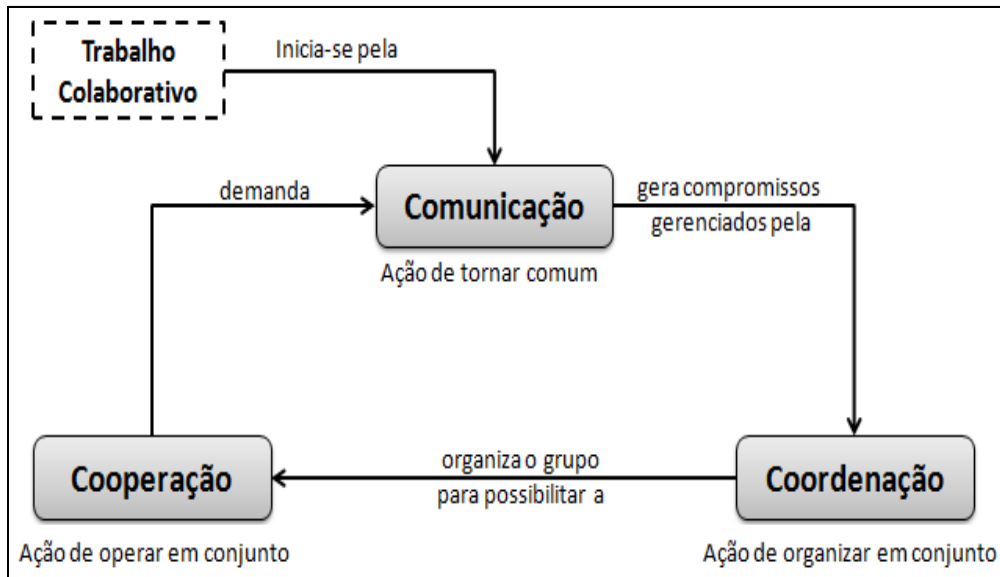 Trabalho
Colaborativo
Inicia-se pela
demanda
Comunicação
gera compromissos
gerenciados pela
Ação de tornar comum
Cooperação
organiza o grupo
para possibilitar a
Coordenação
Ação de operar em conjunto
Ação de organizar em conjunto